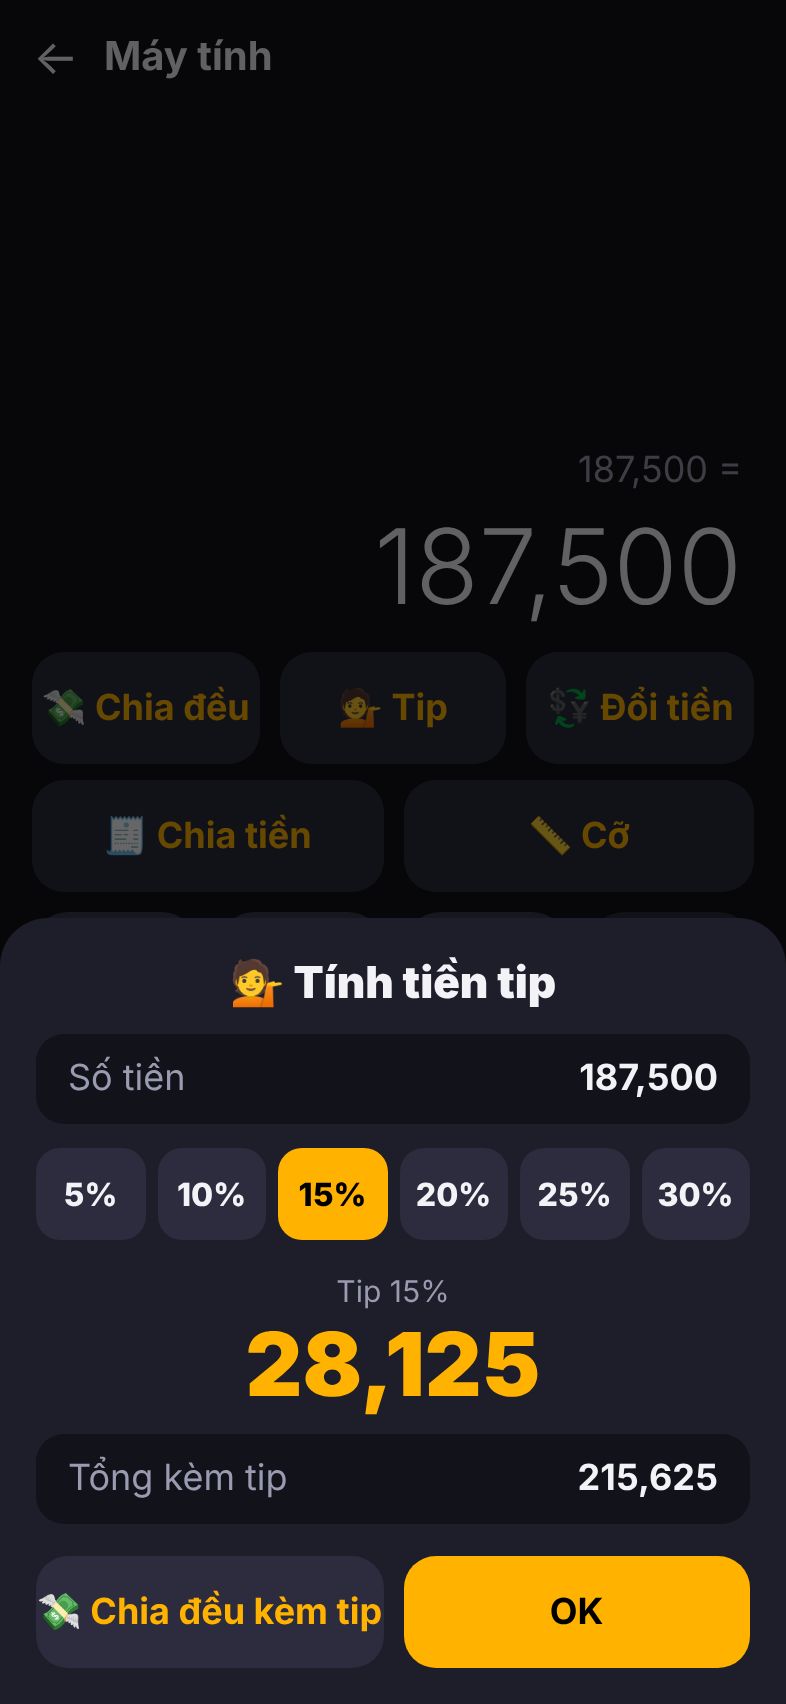 Máy tính
187,500 =
187,500
Chia đều
Tip
Đổi tiền
Chia tiền
Cỡ
Tính tiền tip
Số tiền 187,500
5% 10% 15% 20% 25% 30%
Tip 15%
28,125
Tổng kèm tip 215,625
Chia đều kèm tip
OK